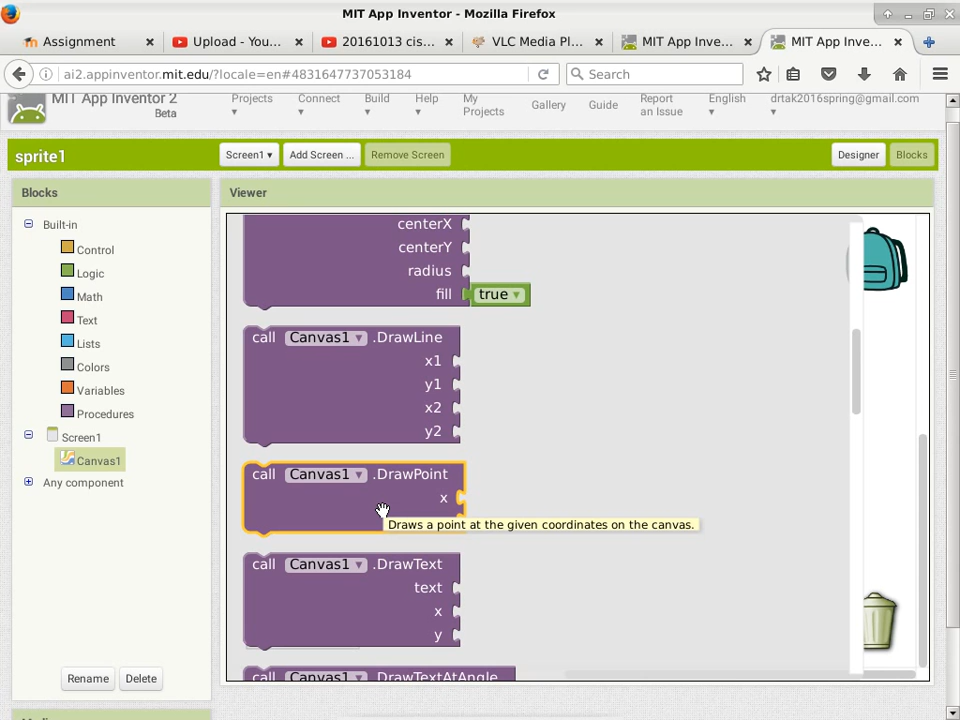 MIT App Inventor - Mozilla Firefox
Assignment
Upload - You...
20161013 cis...
VLC Media Pl...
MIT App Inve...
MIT App Inve...
ai2.appinventor.mit.edu/?locale=en#4831647737053184
Search
MIT App Inventor 2
Beta
Projects
Connect
Build
Help
My Projects
Gallery
Guide
Report an Issue
English
drtak2016spring@gmail.com
sprite1
Screen1
Add Screen ...
Remove Screen
Designer
Blocks
Blocks
Viewer
Built-in
Control
Logic
Math
Text
Lists
Colors
Variables
Procedures
Screen1
Canvas1
Any component
Rename
Delete
centerX
centerY
radius
fill true
call Canvas1 .DrawLine
x1
y1
x2
y2
call Canvas1 .DrawPoint
x
Draws a point at the given coordinates on the canvas.
call Canvas1 .DrawText
text
x
y
call Canvas1 .DrawTextAtAngle